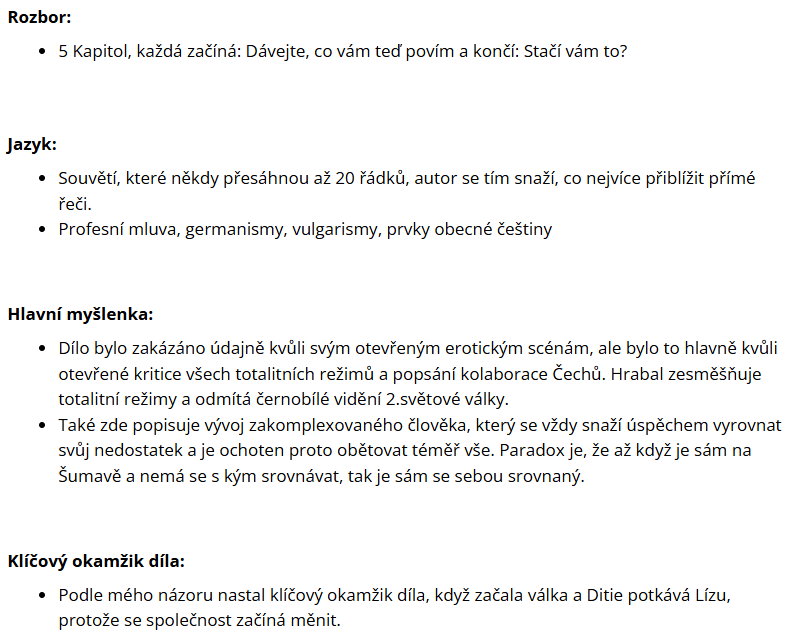 Rozbor:
• 5 Kapitol, každá začíná: Dávejte, co vám teď povím a končí: Stačí vám to?
Jazyk:
• Souvětí, které někdy přesáhnou až 20 řádků, autor se tím snaží, co nejvíce přiblížit přímé
řeči.
• Profesní mluva, germanismy, vulgarismy, prvky obecné češtiny
Hlavní myšlenka:
• Dílo bylo zakázáno údajně kvůli svým otevřeným erotickým scénám, ale bylo to hlavně kvůli
otevřené kritice všech totalitních režimů a popsání kolaborace Čechů. Hrabal zesměšňuje
totalitní režimy a odmítá černobílé vidění 2.světové války.
• Také zde popisuje vývoj zakomplexovaného člověka, který se vždy snaží úspěchem vyrovnat
svůj nedostatek a je ochoten proto obětovat téměř vše. Paradox je, že až když je sám na
Šumavě a nemá se s kým srovnávat, tak je sám se sebou srovnaný.
Klíčový okamžik díla:
• Podle mého názoru nastal klíčový okamžik díla, když začala válka a Ditie potkává Lízu,
protože se společnost začíná měnit.